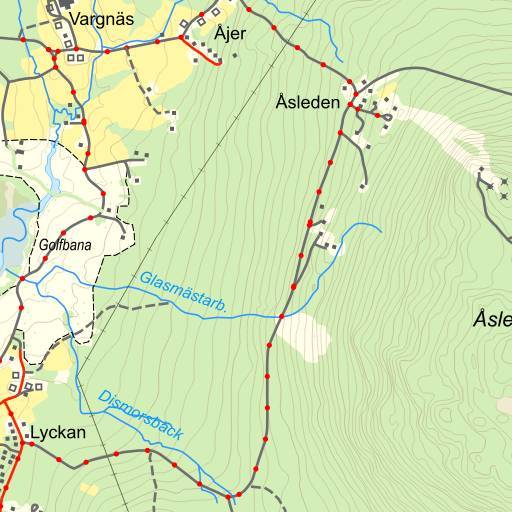 Vargnäs
Åjer
Åsleden
Golfbana
Glasmästarb.
Åsle
Dismorsbäck
Lyckan